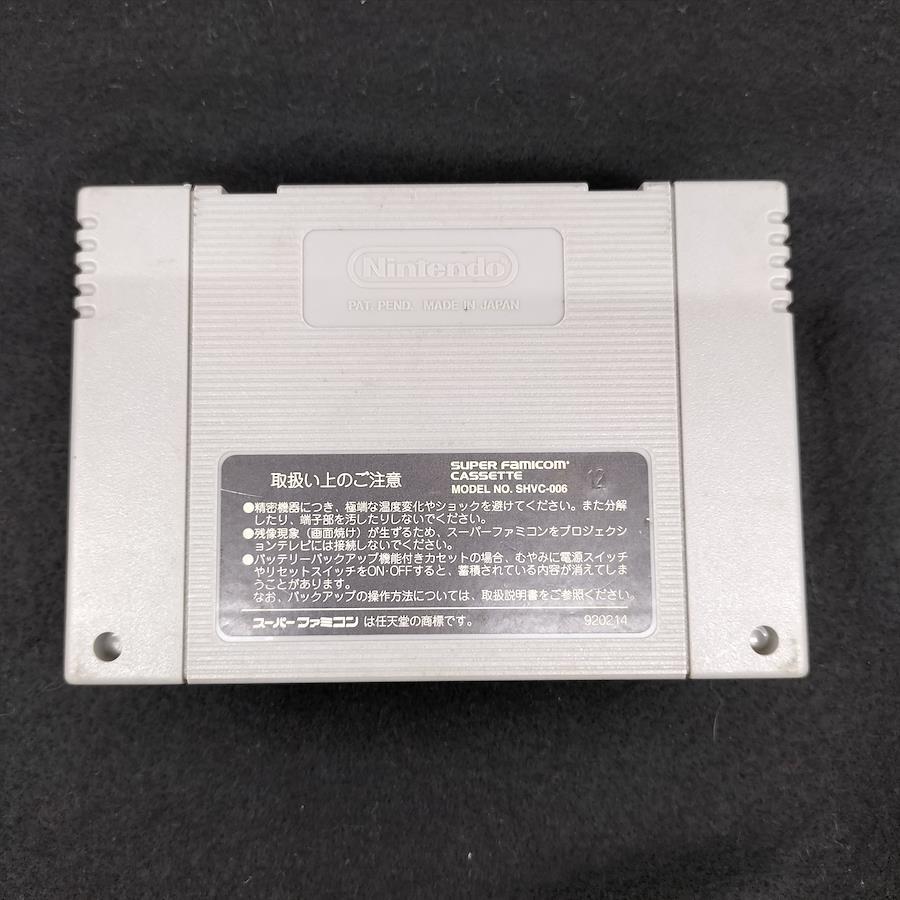 Nintendo
PAT. PEND. MADE IN JAPAN
取扱い上のご注意
SUPER FAMICOM
CASSETTE
MODEL NO. SHVC-006
12
●精密機器につき、極端な温度変化やショックを避けてください。また分解
したり、端子部を汚したりしないでください。
●残像現象（画面焼け）が生ずるため、スーパーファミコンをプロジェクシ
ョンテレビには接続しないでください。
●バッテリーバックアップ機能付きカセットの場合、むやみに電源スイッチ
やリセットスイッチをON・OFFすると、蓄積されている内容が消えてしま
うことがあります。
なお、バックアップの操作方法については、取扱説明書をご参照ください。
スーパーファミコン は任天堂の商標です。
920214